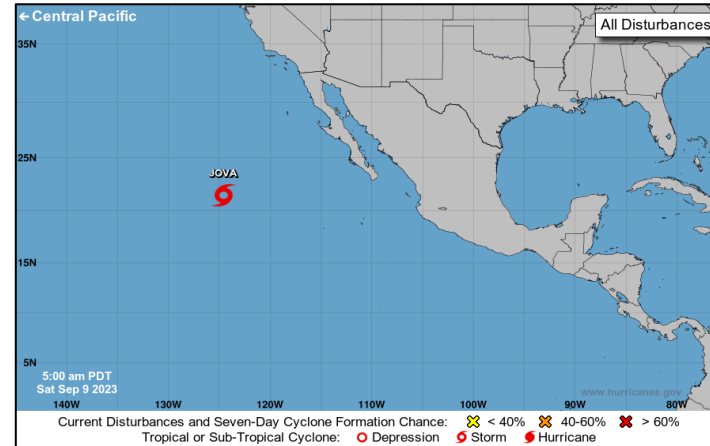 ← Central Pacific
All Disturbances
35N
25N
JOVA
15N
5N
5:00 am PDT
Sat Sep 9 2023
www.hurricanes.gov
140W 130W 120W 110W 100W 90W 80W
Current Disturbances and Seven-Day Cyclone Formation Chance: < 40% 40-60% > 60%
Tropical or Sub-Tropical Cyclone: Depression Storm Hurricane